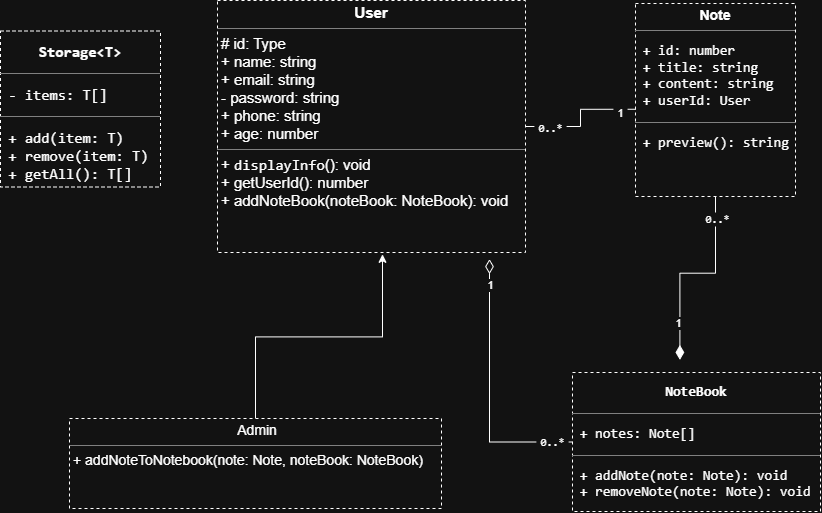 Storage<T>
- items: T[]
+ add(item: T)
+ remove(item: T)
+ getAll(): T[]
User
# id: Type
+ name: string
+ email: string
- password: string
+ phone: string
+ age: number
+ displayInfo(): void
+ getUserId(): number
+ addNoteBook(noteBook: NoteBook): void
0..*
1
Note
+ id: number
+ title: string
+ content: string
+ userId: User
+ preview(): string
0..*
1
1
0..*
Admin
+ addNoteToNotebook(note: Note, noteBook: NoteBook)
NoteBook
+ notes: Note[]
+ addNote(note: Note): void
+ removeNote(note: Note): void